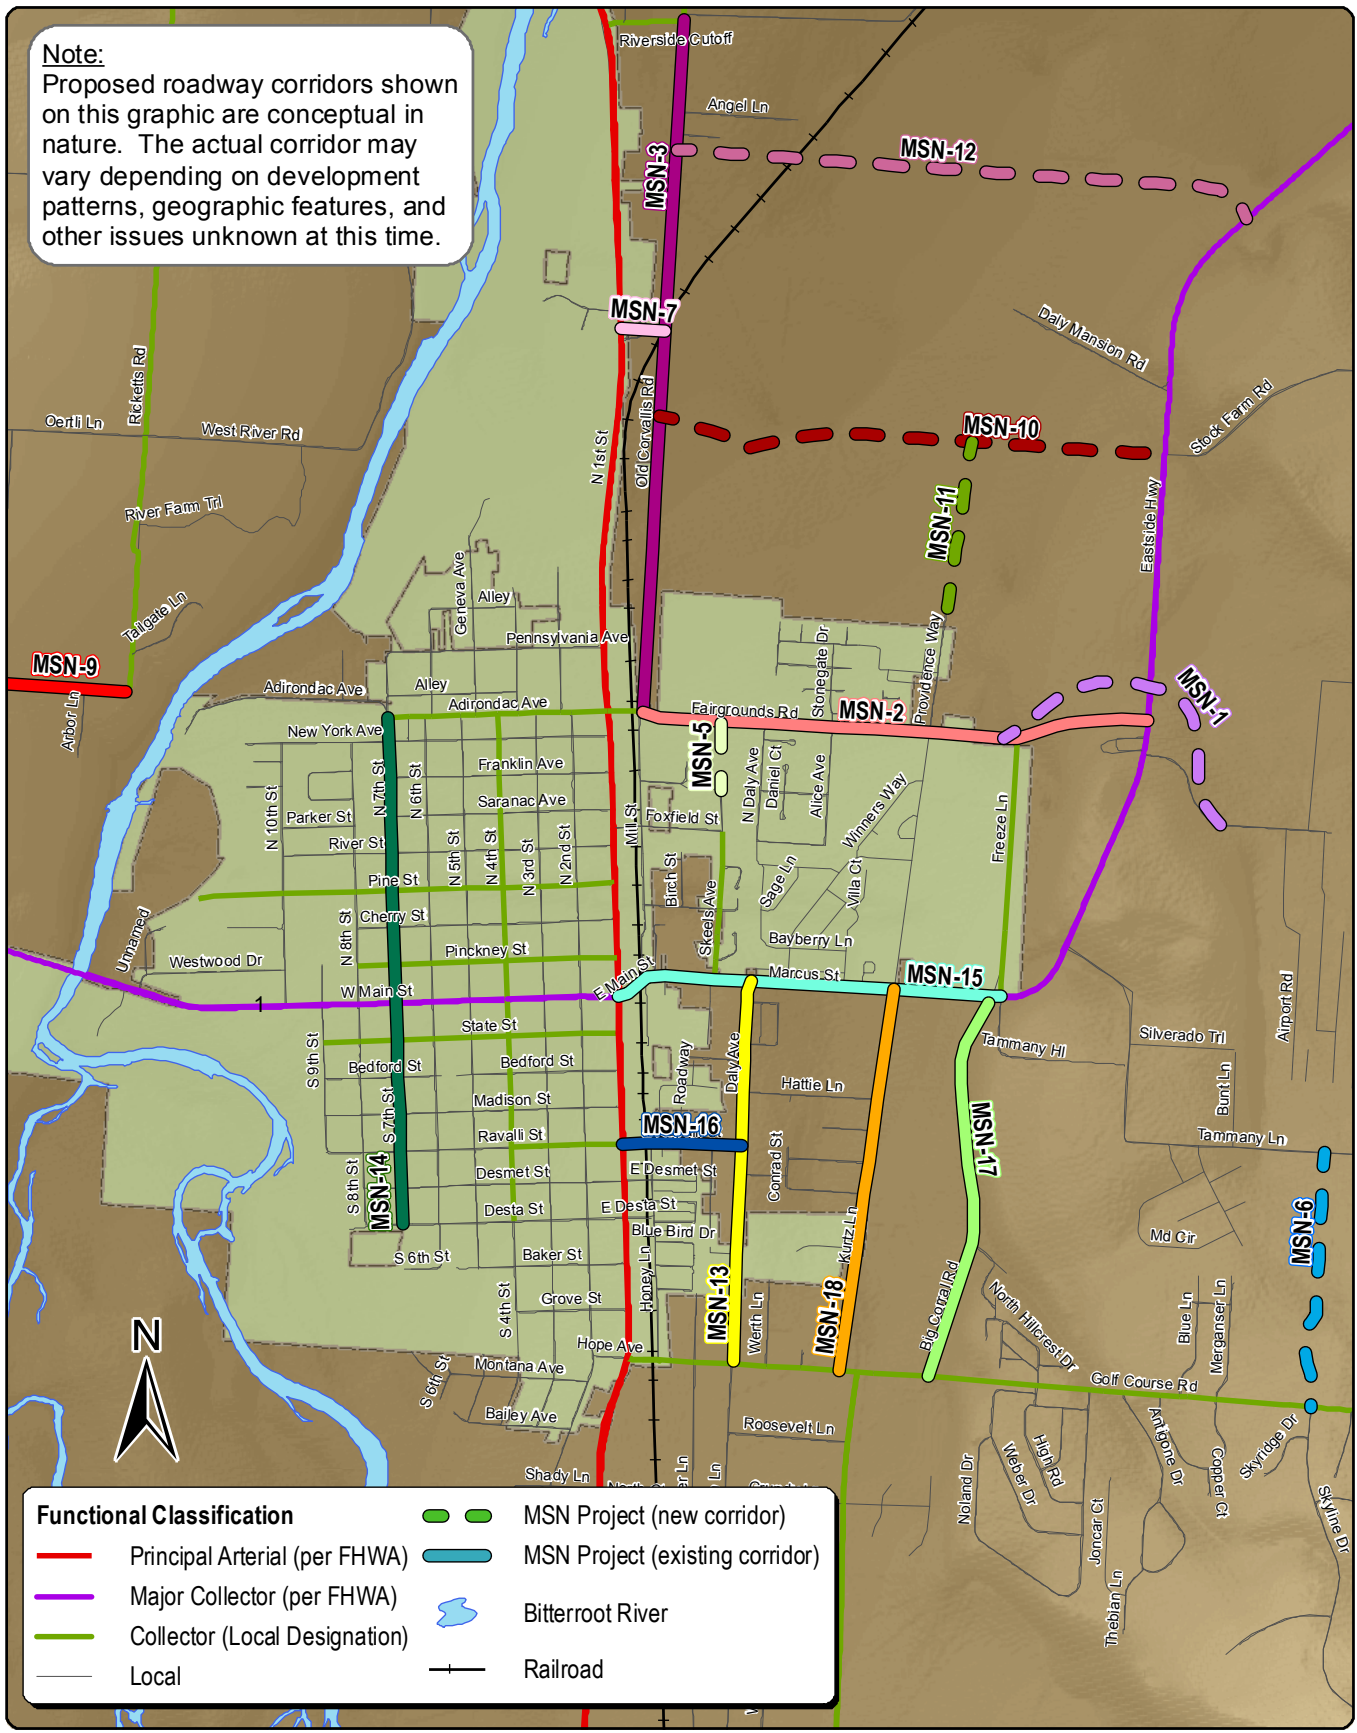 Note:
Proposed roadway corridors shown
on this graphic are conceptual in
nature. The actual corridor may
vary depending on development
patterns, geographic features, and
other issues unknown at this time.
Riverside Cutoff
Angel Ln
MSN-3
MSN-12
MSN-7
Daly Mansion Rd
Stock Farm Rd
Ricketts Rd
Oertli Ln
West River Rd
Old Corvallis Rd
N 1st St
MSN-10
River Farm Trl
MSN-11
Eastside Hwy
Geneva Ave
Alley
Tailgate Ln
Pennsylvania Ave
Stonegate Dr
Providence Way
MSN-9
Arbor Ln
Adirondac Ave
Alley
Adirondac Ave
Fairgrounds Rd
MSN-2
MSN-1
New York Ave
MSN-5
N 7th St
N 6th St
Franklin Ave
N Daly Ave
Daniel Ct
Alice Ave
Winners Way
N 10th St
Parker St
Saranac Ave
Mill St
Foxfield St
Freeze Ln
River St
N 5th St
N 4th St
N 3rd St
N 2nd St
Pine St
Birch St
Skeels Ave
Sage Ln
Villa Ct
Cherry St
N 8th St
Unnamed
Westwood Dr
Pinckney St
Bayberry Ln
E Main St
Marcus St
MSN-15
W Main St
1
Airport Rd
State St
S 9th St
Bedford St
Bedford St
Roadway
Daly Ave
Hattie Ln
Tammany Hl
Silverado Trl
Bunt Ln
Madison St
S 7th St
Ravalli St
MSN-16
MSN-17
Tammany Ln
Conrad St
Desmet St
E Desmet St
S 8th St
MSN-14
Desta St
E Desta St
Blue Bird Dr
Kurtz Ln
Md Cir
MSN-6
S 6th St
Baker St
Honey Ln
MSN-13
MSN-18
Big Corral Rd
North Hillcrest Dr
Blue Ln
Merganser Ln
Grove St
S 4th St
Werth Ln
Hope Ave
N
Montana Ave
S 6th St
Golf Course Rd
Bailey Ave
Roosevelt Ln
Antigone Dr
High Rd
Weber Dr
Noland Dr
Copper Ct
Skyridge Dr
Skyline Dr
Shady Ln
er Ln
Ln
Joncar Ct
Thebian Ln
Functional Classification
Principal Arterial (per FHWA)
Major Collector (per FHWA)
Collector (Local Designation)
Local
MSN Project (new corridor)
MSN Project (existing corridor)
Bitterroot River
Railroad